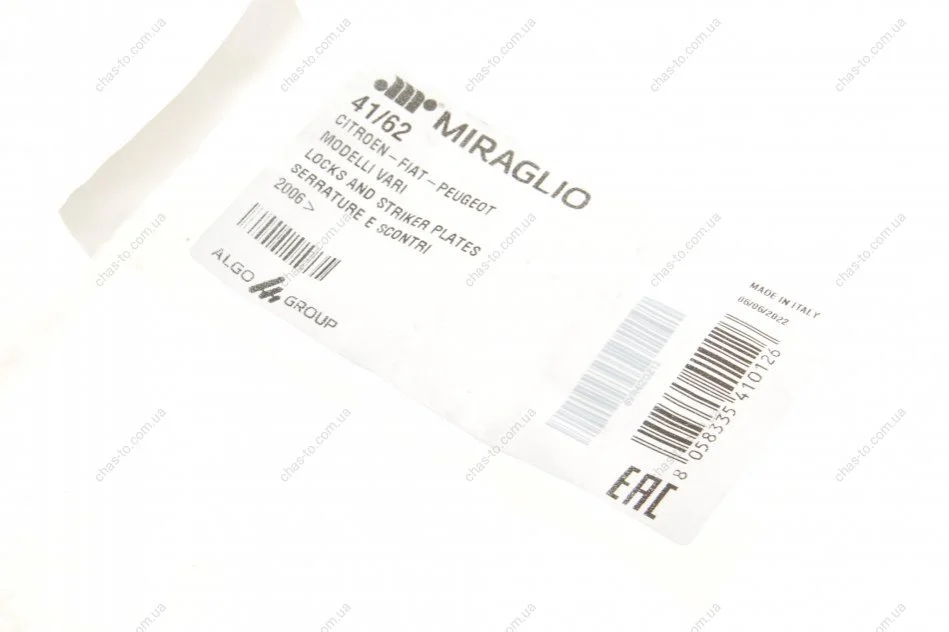 MIRAGLIO
41/62
CITROEN-FIAT-PEUGEOT
MODELLI VARI
LOCKS AND STRIKER PLATES
SERRATURE E SCONTRI
2006 >
ALGO GROUP
MADE IN ITALY
06/06/2022
8 058335 410126
EAC
chas-to.com.ua